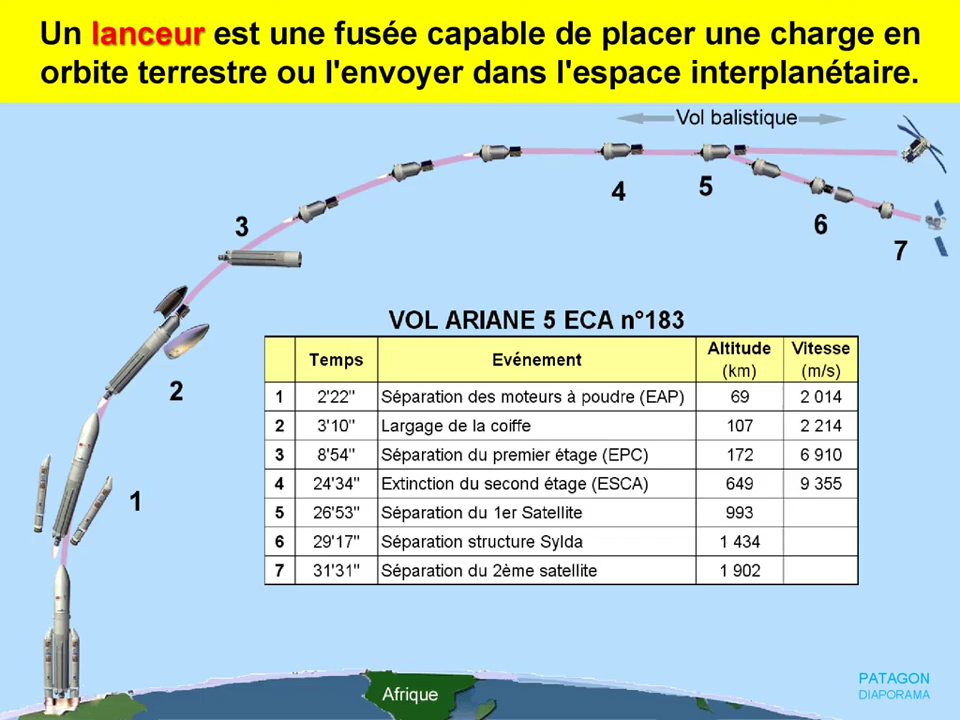 Un lanceur est une fusée capable de placer une charge en
orbite terrestre ou l'envoyer dans l'espace interplanétaire.
Vol balistique
4
5
3
6
7
2
1
VOL ARIANE 5 ECA n°183
Temps Evénement Altitude (km) Vitesse (m/s)
1 2'22" Séparation des moteurs à poudre (EAP) 69 2 014
2 3'10" Largage de la coiffe 107 2 214
3 8'54" Séparation du premier étage (EPC) 172 6 910
4 24'34" Extinction du second étage (ESCA) 649 9 355
5 26'53" Séparation du 1er Satellite 993
6 29'17" Séparation structure Sylda 1 434
7 31'31" Séparation du 2ème satellite 1 902
Afrique
PATAGON
DIAPORAMA